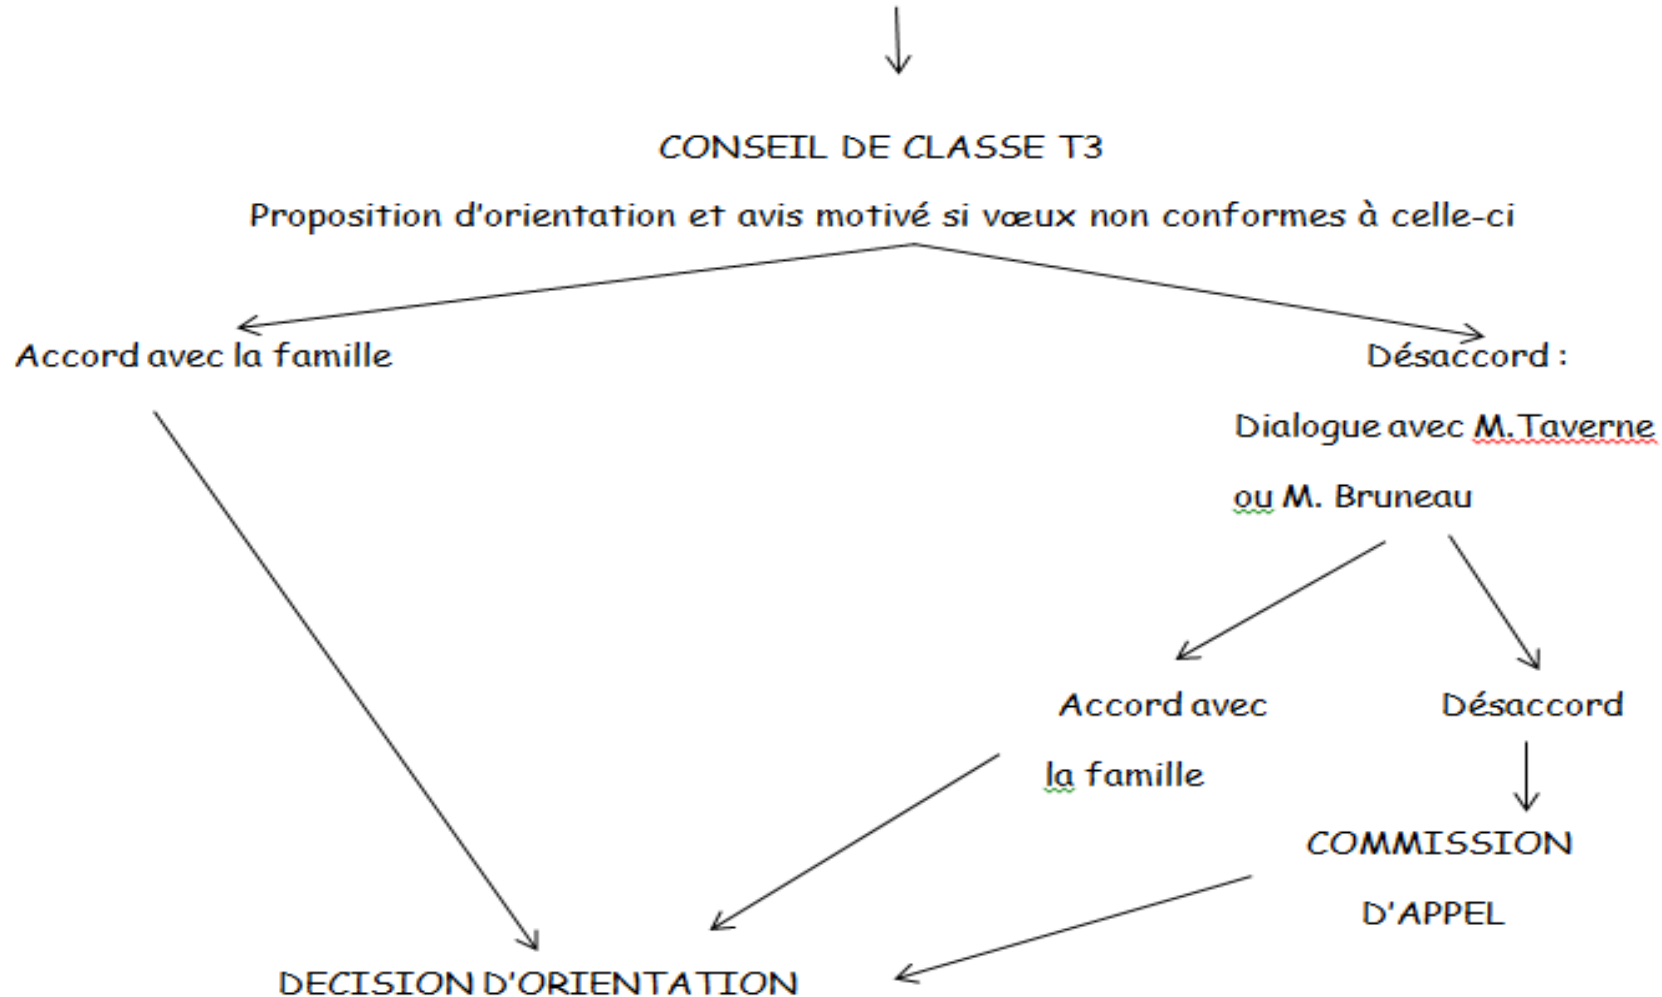 CONSEIL DE CLASSE T3
Proposition d'orientation et avis motivé si vœux non conformes à celle-ci
Accord avec la famille
Désaccord :
Dialogue avec M.Taverne
ou M. Bruneau
Accord avec
la famille
Désaccord
COMMISSION
D'APPEL
DECISION D'ORIENTATION